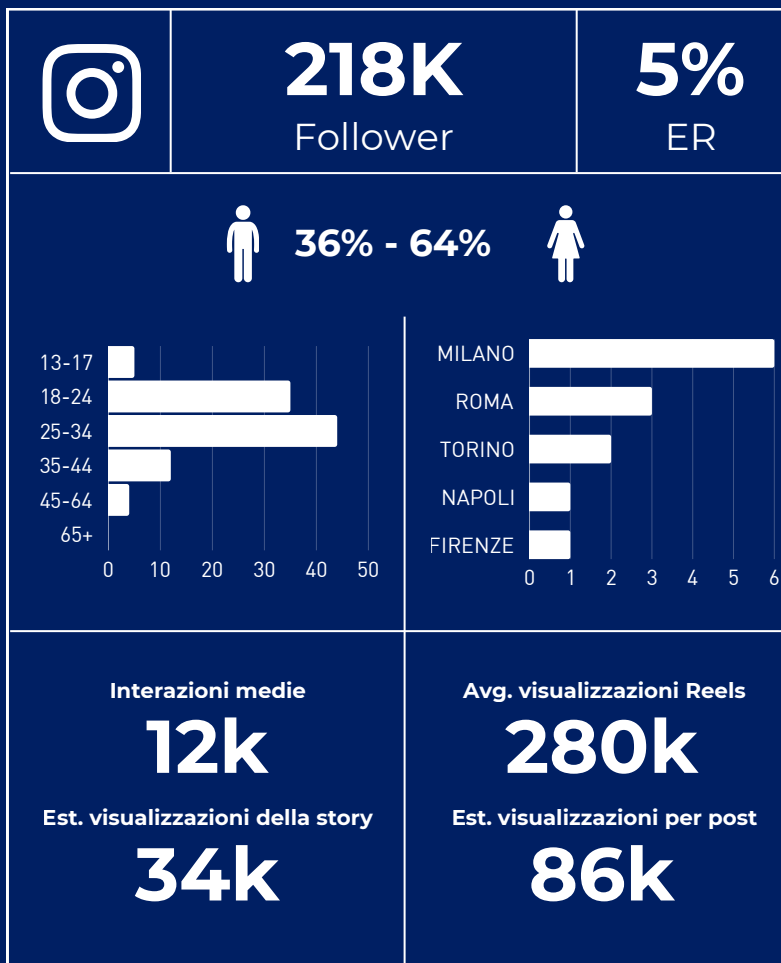 218K
Follower
5%
ER
36% - 64%
13-17
18-24
25-34
35-44
45-64
65+
0 10 20 30 40 50
MILANO
ROMA
TORINO
NAPOLI
FIRENZE
0 1 2 3 4 5 6
Interazioni medie
12k
Est. visualizzazioni della story
34k
Avg. visualizzazioni Reels
280k
Est. visualizzazioni per post
86k